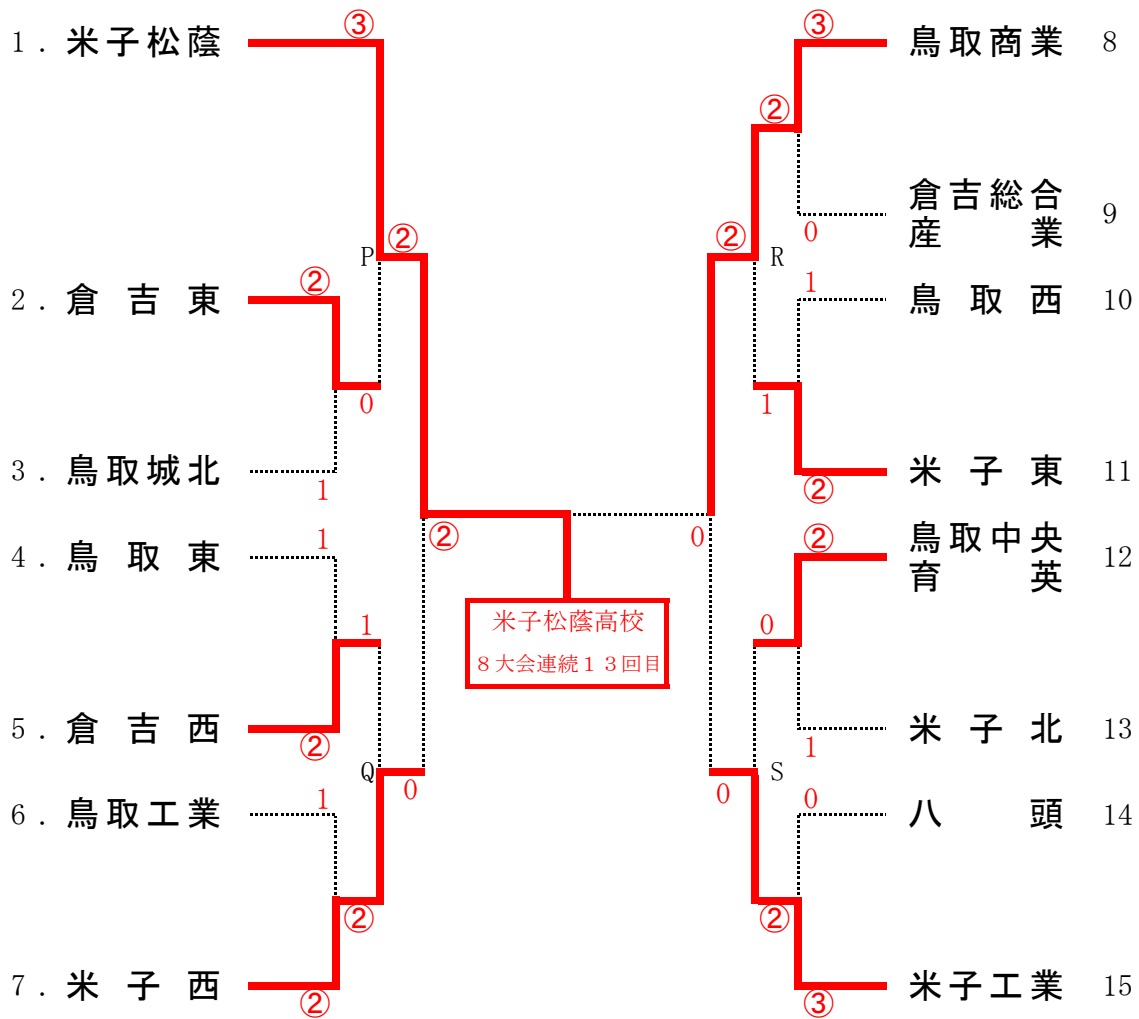 ③
1. 米子松蔭
②
P
2. 倉吉東
②
0
3. 鳥取城北
1
4. 鳥取東
1
②
1
5. 倉吉西
②
Q
0
6. 鳥取工業
1
②
7. 米子西
②
米子松蔭高校
８大会連続１３回目
③
鳥取商業 8
②
倉吉総合
産業 9
0
②
R
1
鳥取西 10
1
米子東 11
②
0
②
鳥取中央
育英 12
0
米子北 13
1
S
0
0
八頭 14
②
米子工業 15
③